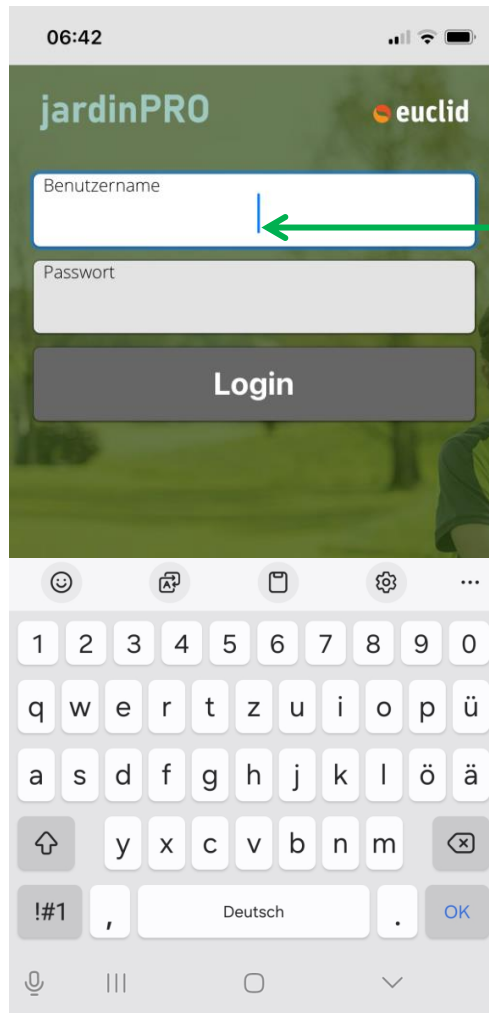 06:42
jardinPRO
euclid
Benutzername
Passwort
Login
1 2 3 4 5 6 7 8 9 0
q w e r t z u i o p ü
a s d f g h j k l ö ä
y x c v b n m
!#1 , Deutsch . OK